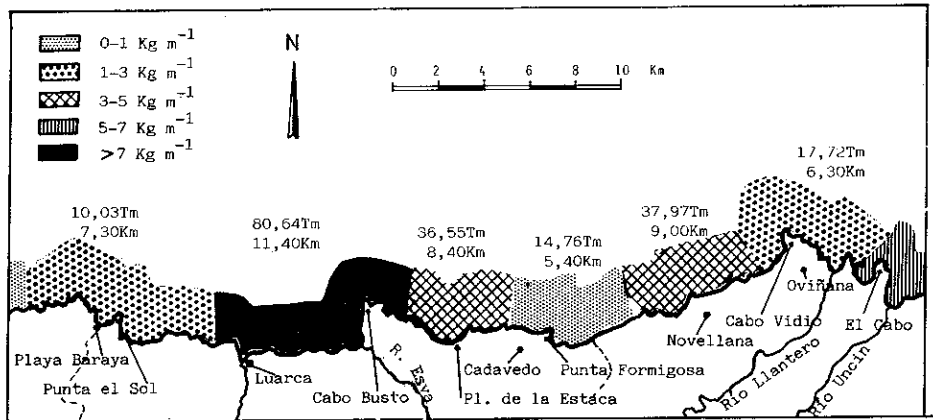 0-1 Kg m-1
1-3 Kg m-1
3-5 Kg m-1
5-7 Kg m-1
>7 Kg m-1
N
0 2 4 6 8 10 Km
10,03Tm
7,30Km
80,64Tm
11,40Km
36,55Tm
8,40Km
14,76Tm
5,40Km
37,97Tm
9,00Km
17,72Tm
6,30Km
Playa Baraya
Punta el Sol
Luarca
Cabo Busto
R. Esva
Pl. de la Estaca
Cadavedo
Punta Formigosa
Novellana
Cabo Vidio
Oviñana
El Cabo
Río Llantero
Río Uncín